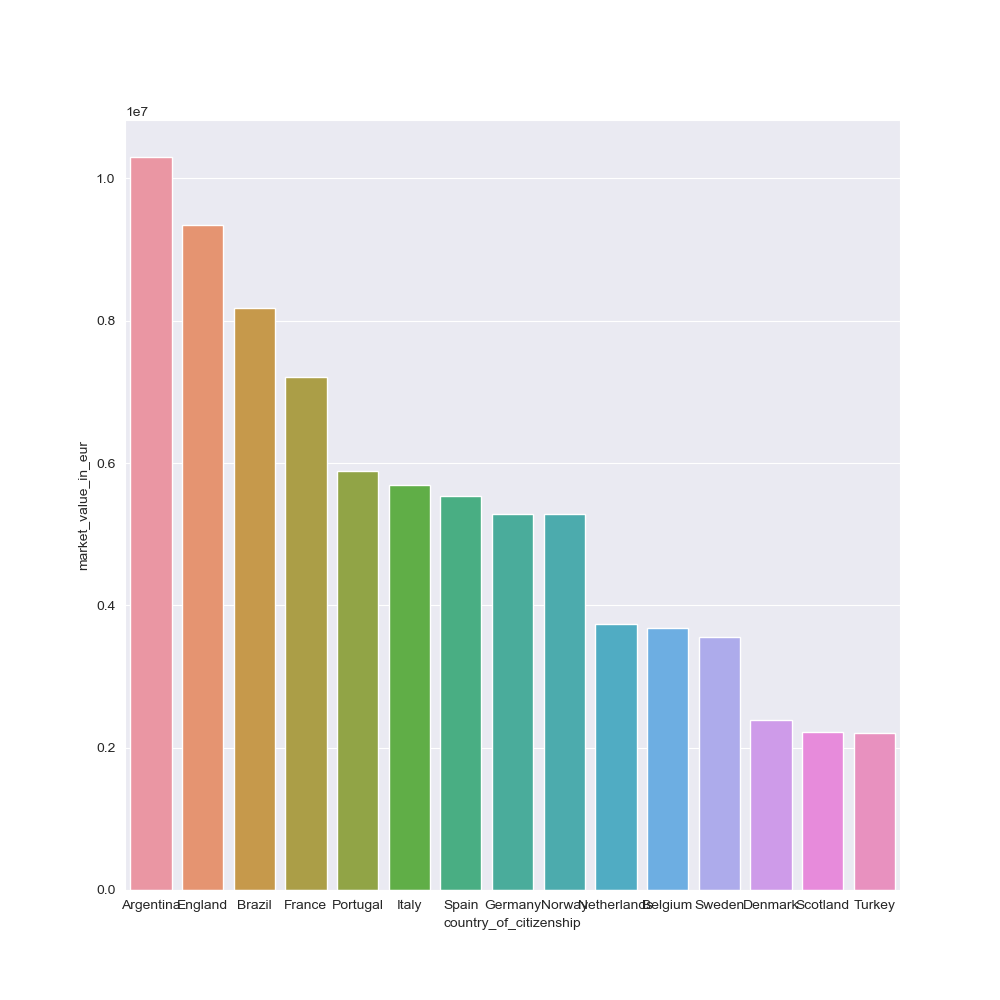 1e7
1.0
0.8
0.6
0.4
0.2
0.0
market_value_in_eur
Argentina England Brazil France Portugal Italy Spain Germany Norway Netherlands Belgium Sweden Denmark Scotland Turkey
country_of_citizenship